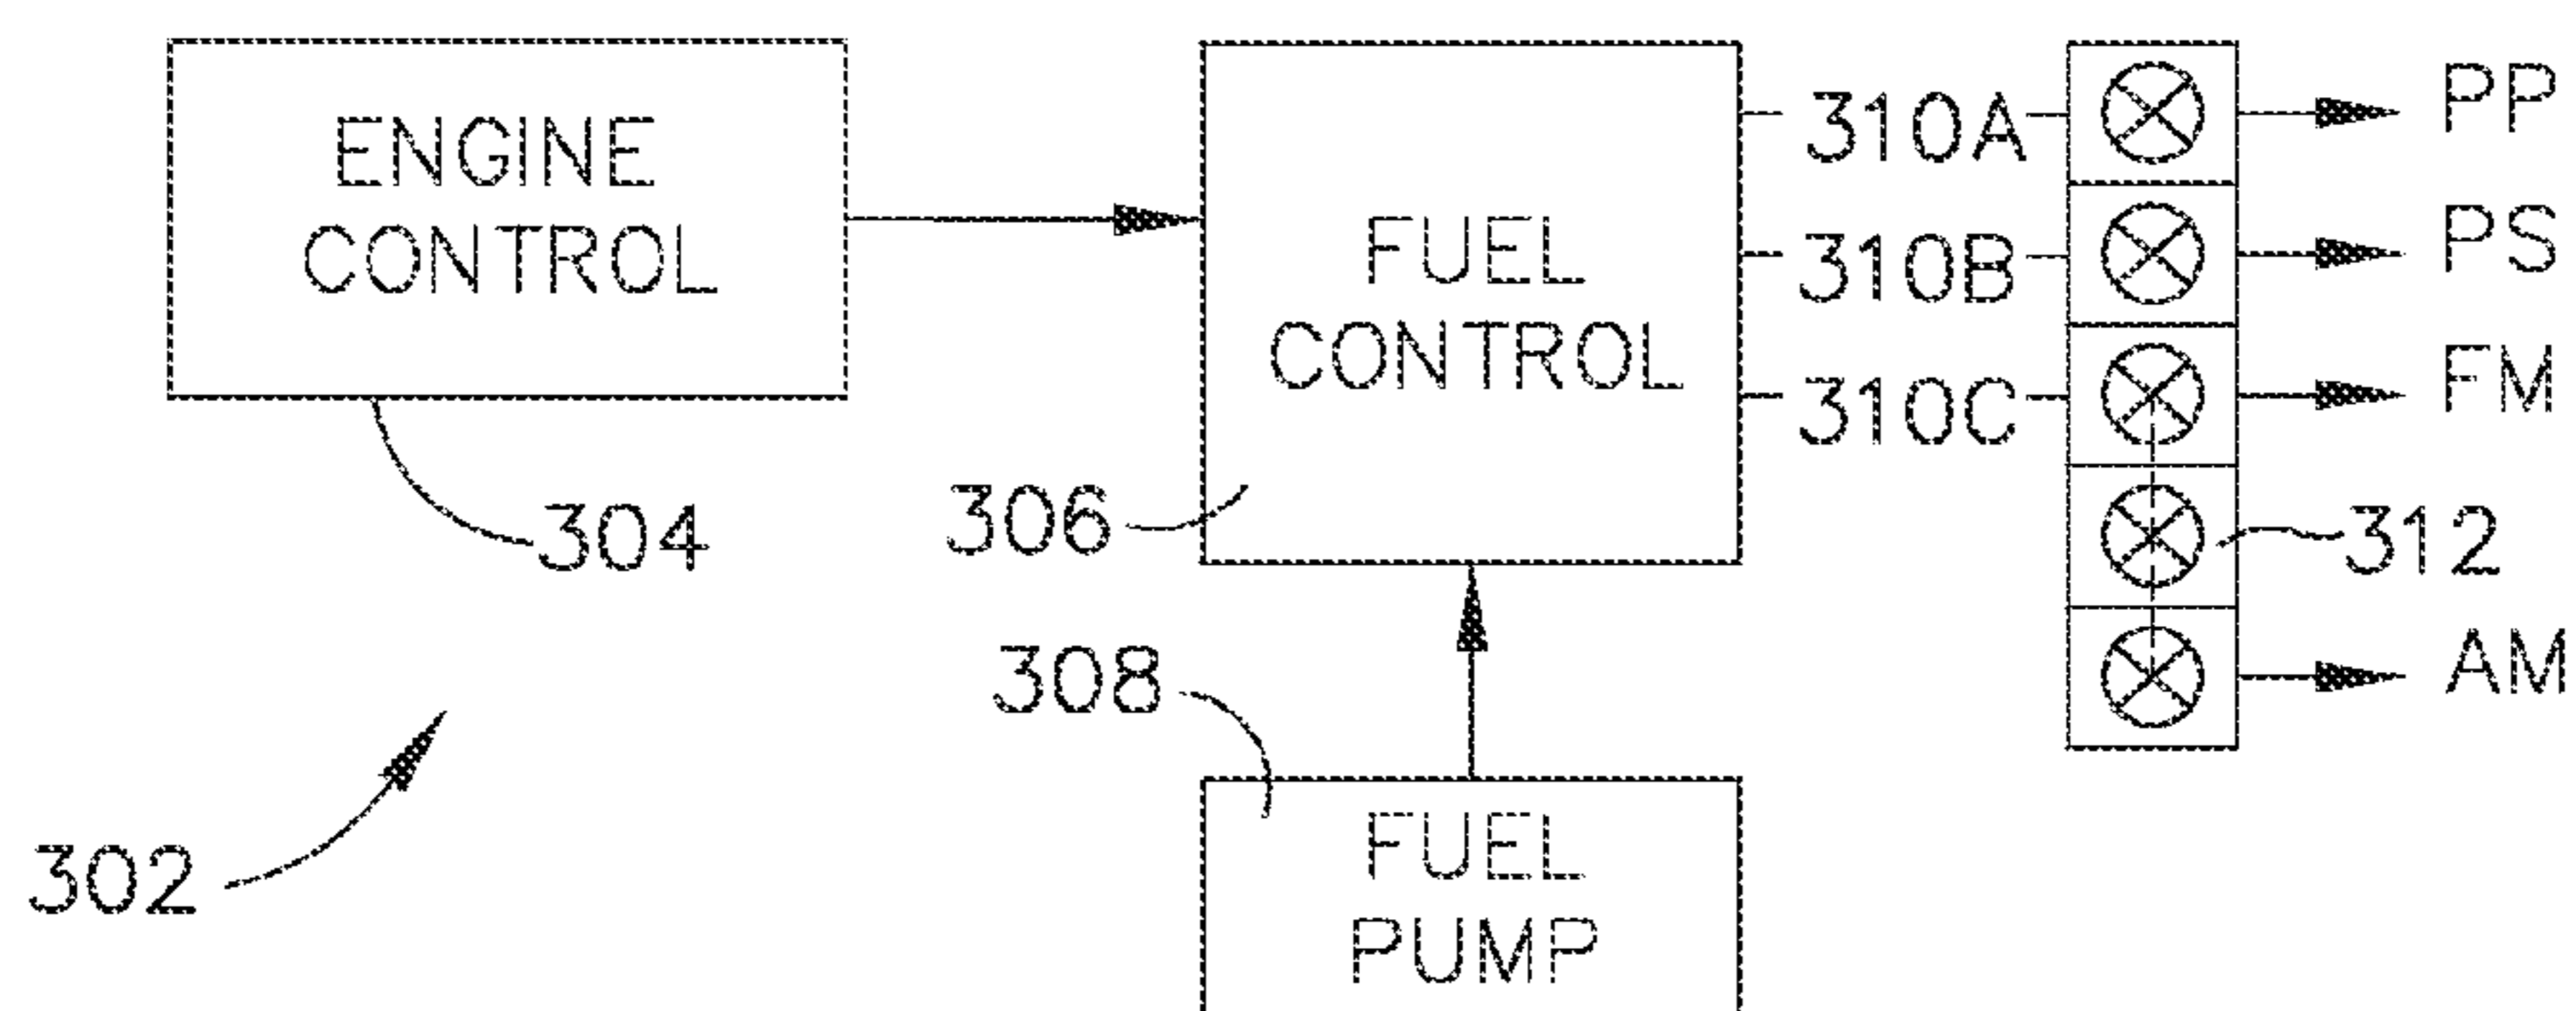 ENGINE
CONTROL
304
302
FUEL
CONTROL
306
308
FUEL
PUMP
310A
310B
310C
312
PP
PS
FM
AM